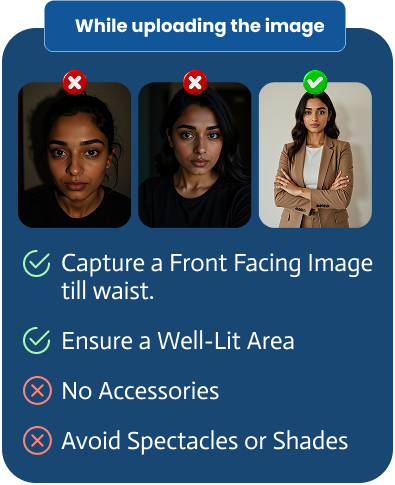 While uploading the image
Capture a Front Facing Image
till waist.
Ensure a Well-Lit Area
No Accessories
Avoid Spectacles or Shades